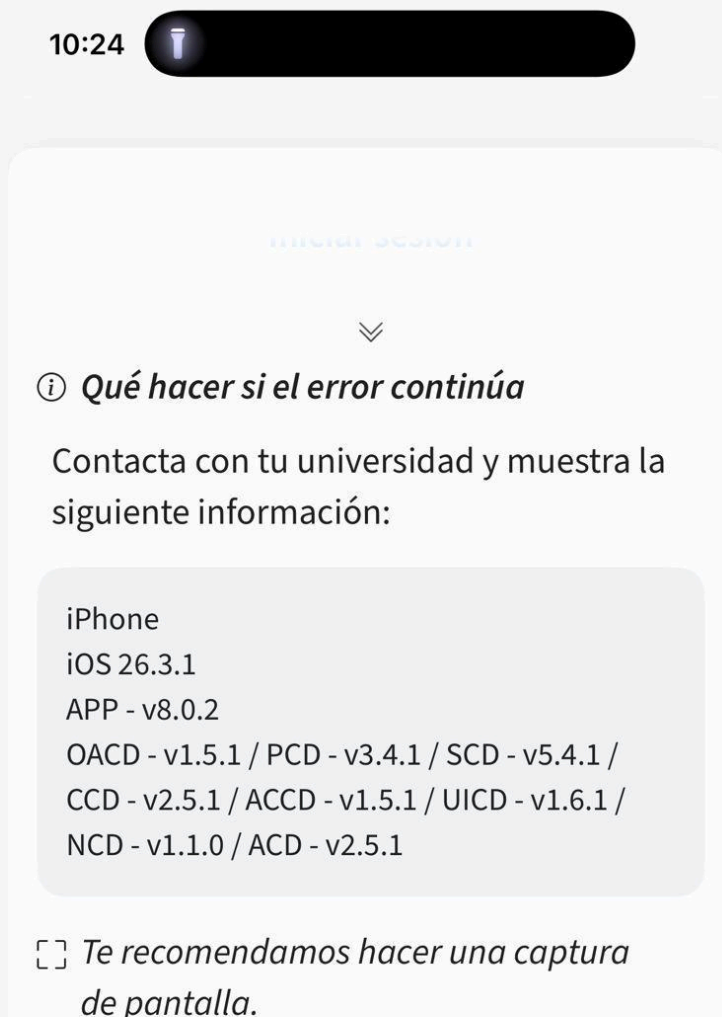 10:24
Qué hacer si el error continúa
Contacta con tu universidad y muestra la
siguiente información:
iPhone
iOS 26.3.1
APP - v8.0.2
OACD - v1.5.1 / PCD - v3.4.1 / SCD - v5.4.1 /
CCD - v2.5.1 / ACCD - v1.5.1 / UICD - v1.6.1 /
NCD - v1.1.0 / ACD - v2.5.1
Te recomendamos hacer una captura
de pantalla.